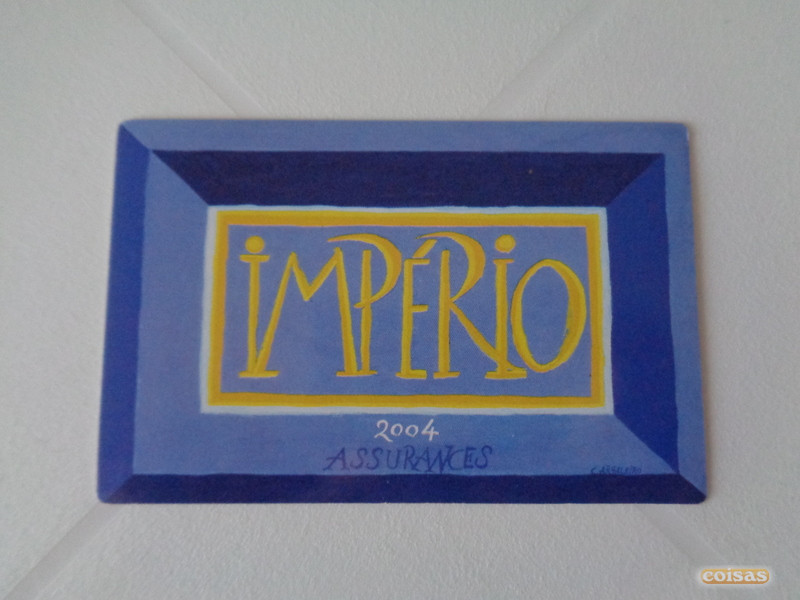 IMPÉRIO
2004
ASSURANCES
coisas